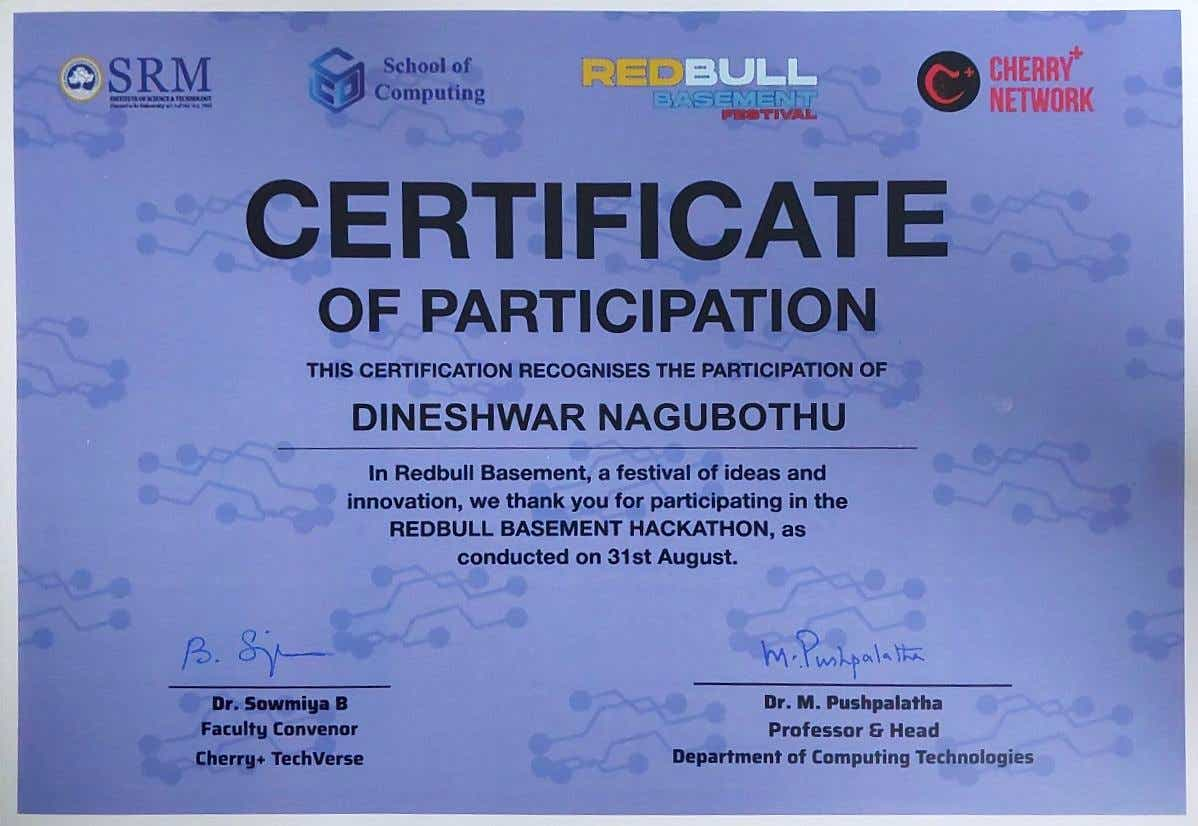 SRM
INSTITUTE OF SCIENCE & TECHNOLOGY
School of
Computing
REDBULL
BASEMENT
FESTIVAL
CHERRY+
NETWORK
CERTIFICATE
OF PARTICIPATION
THIS CERTIFICATION RECOGNISES THE PARTICIPATION OF
DINESHWAR NAGUBOTHU
In Redbull Basement, a festival of ideas and
innovation, we thank you for participating in the
REDBULL BASEMENT HACKATHON, as
conducted on 31st August.
B.
M. Pushpalatha
Dr. Sowmiya B
Faculty Convenor
Cherry+ TechVerse
Dr. M. Pushpalatha
Professor & Head
Department of Computing Technologies